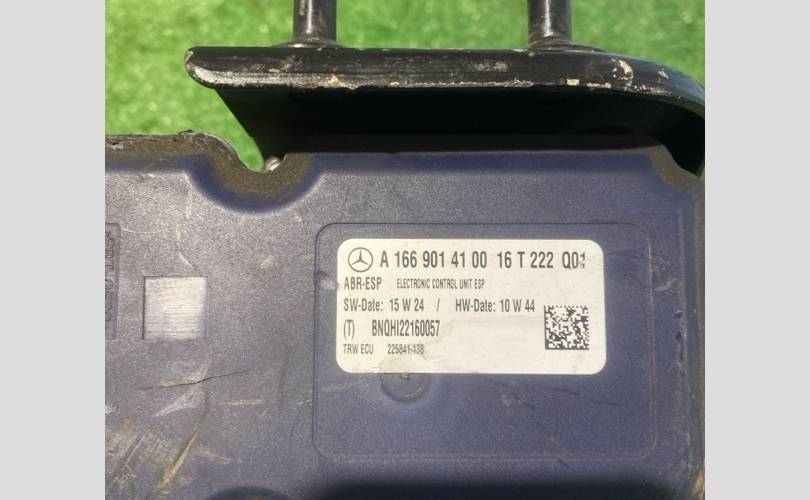 A 166 901 41 00 16 T 222 Q01
ABR-ESP ELECTRONIC CONTROL UNIT ESP
SW-Date: 15 W 24 / HW-Date: 10 W 44
(T) BNQHI22160057
TRW ECU